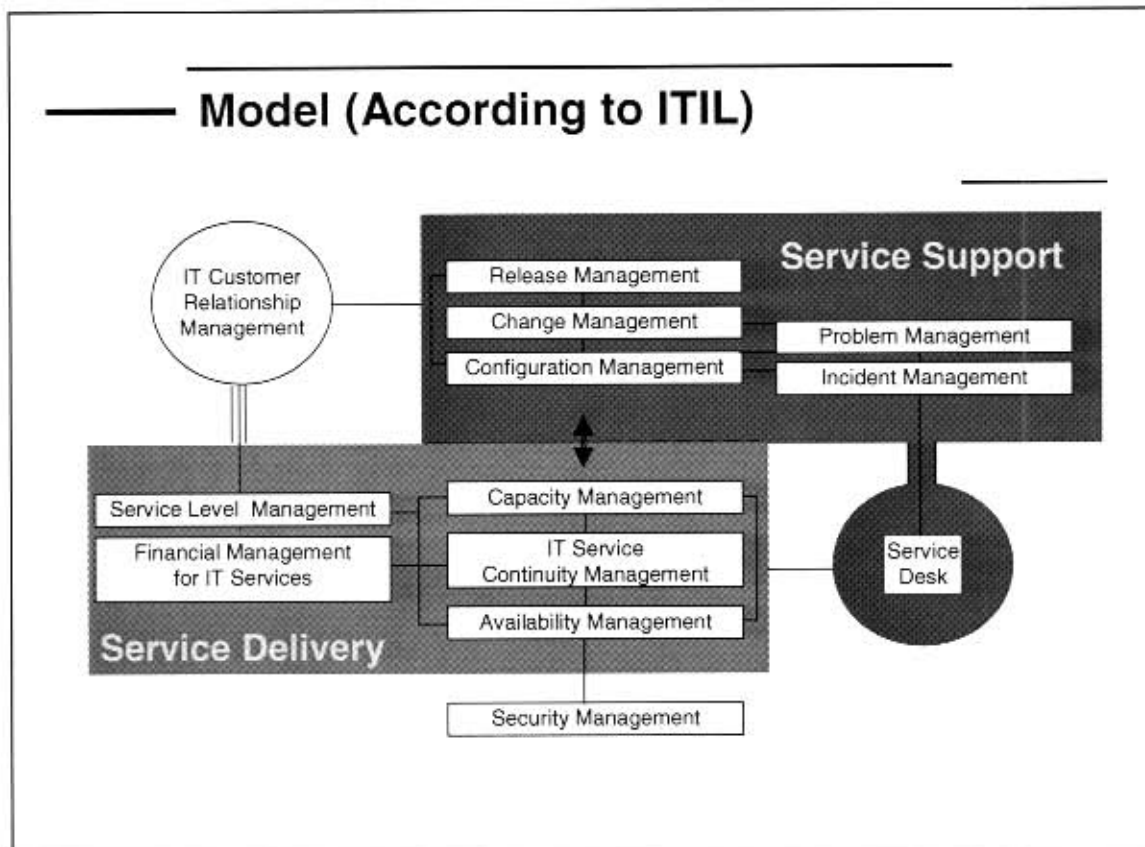 Model (According to ITIL)
Service Support
IT Customer
Relationship
Management
Release Management
Change Management
Configuration Management
Problem Management
Incident Management
Service Level Management
Financial Management
for IT Services
Capacity Management
IT Service
Continuity Management
Availability Management
Service
Desk
Service Delivery
Security Management